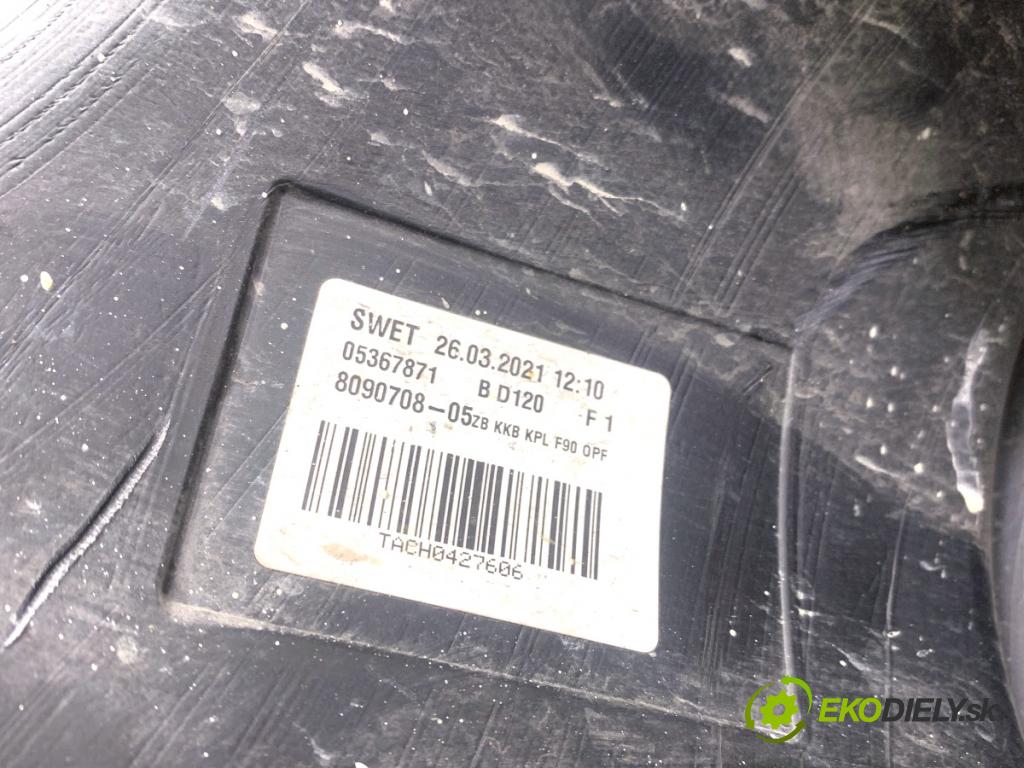 SWET 26.03.2021 12:10
05367871 B D120 F 1
8090708-05ZB KKB KPL F90 OPF
TACH0427606
EKODIELY.sk